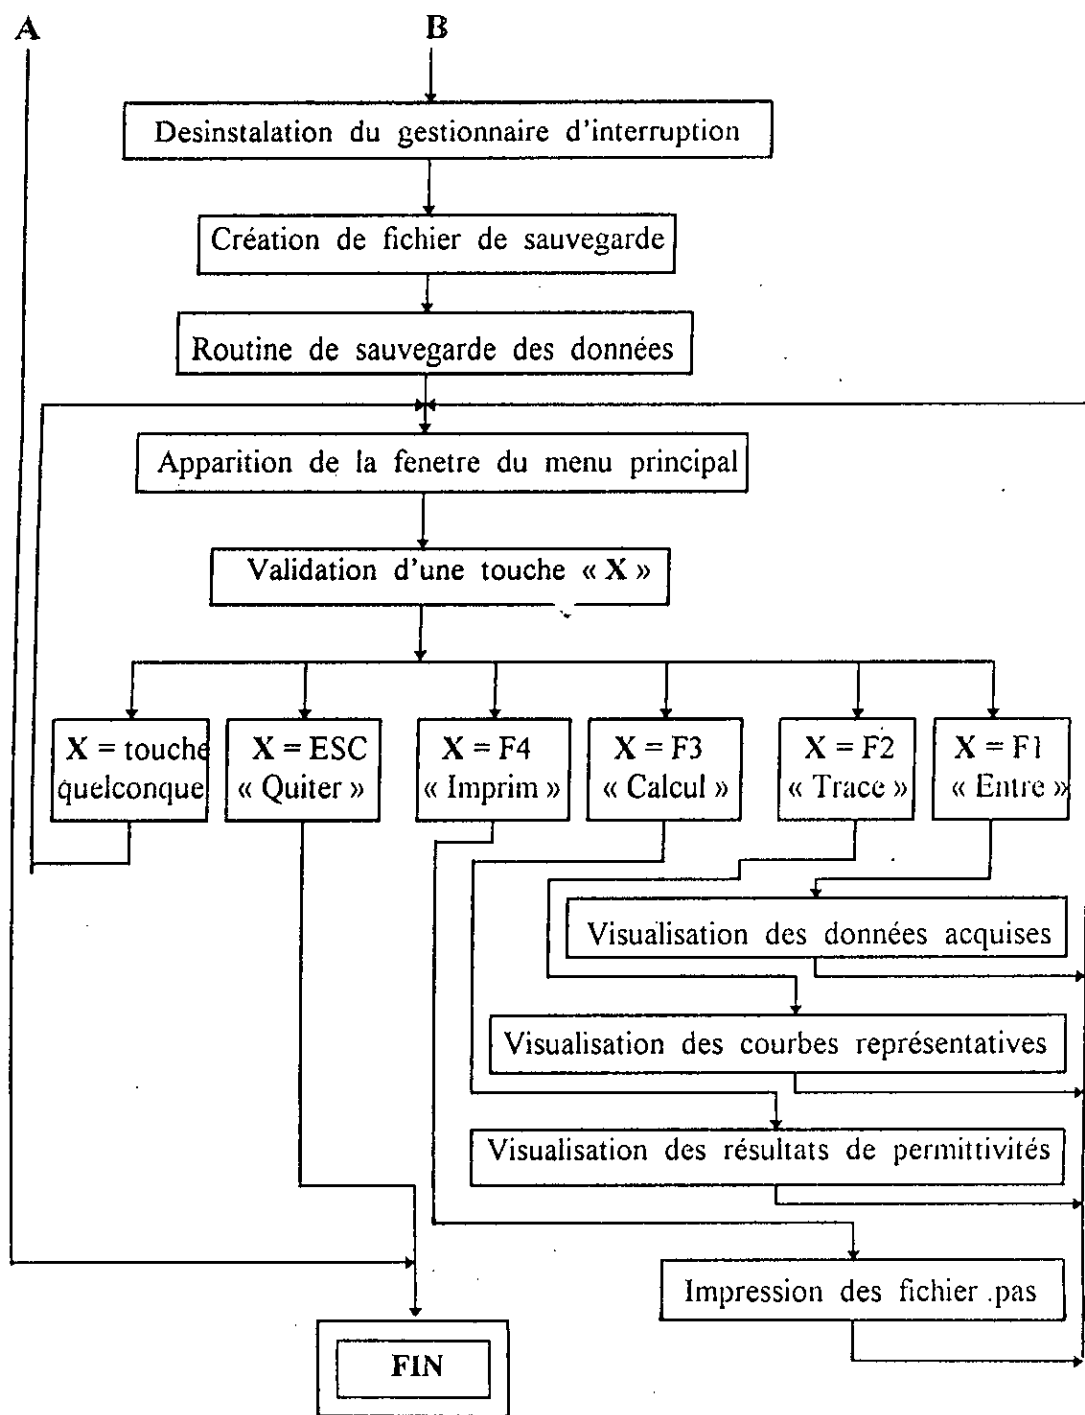 A
B
Desinstalation du gestionnaire d'interruption
Création de fichier de sauvegarde
Routine de sauvegarde des données
Apparition de la fenetre du menu principal
Validation d'une touche « X »
X = touche
quelconque
X = ESC
« Quiter »
X = F4
« Imprim »
X = F3
« Calcul »
X = F2
« Trace »
X = F1
« Entre »
Visualisation des données acquises
Visualisation des courbes représentatives
Visualisation des résultats de permittivités
Impression des fichier .pas
FIN